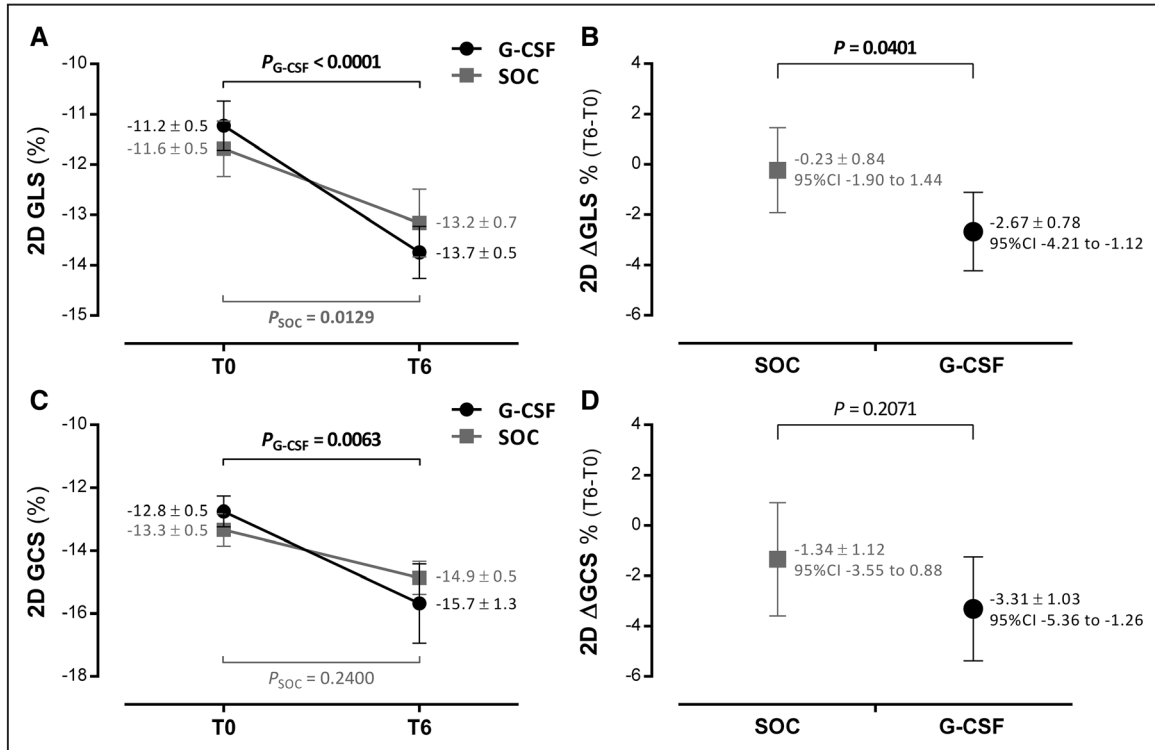 A
G-CSF
SOC
P G-CSF < 0.0001
2D GLS (%)
-10
-11
-12
-13
-14
-15
-11.2 ± 0.5
-11.6 ± 0.5
-13.2 ± 0.7
-13.7 ± 0.5
P SOC = 0.0129
T0 T6
B
P = 0.0401
2D ΔGLS % (T6-T0)
4
2
0
-2
-4
-6
-0.23 ± 0.84
95%CI -1.90 to 1.44
-2.67 ± 0.78
95%CI -4.21 to -1.12
SOC G-CSF
C
G-CSF
SOC
P G-CSF = 0.0063
2D GCS (%)
-10
-12
-14
-16
-18
-12.8 ± 0.5
-13.3 ± 0.5
-14.9 ± 0.5
-15.7 ± 1.3
P SOC = 0.2400
T0 T6
D
P = 0.2071
2D ΔGCS % (T6-T0)
4
2
0
-2
-4
-6
-1.34 ± 1.12
95%CI -3.55 to 0.88
-3.31 ± 1.03
95%CI -5.36 to -1.26
SOC G-CSF